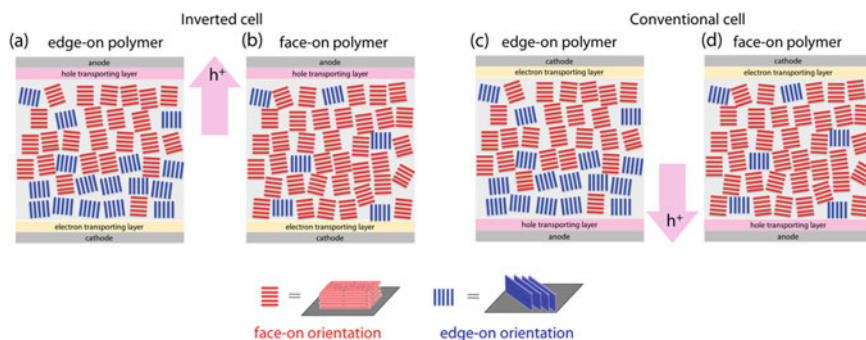 Inverted cell
Conventional cell
(a) edge-on polymer
anode
hole transporting layer
electron transporting layer
cathode
h+
(b) face-on polymer
anode
hole transporting layer
electron transporting layer
cathode
(c) edge-on polymer
cathode
electron transporting layer
hole transporting layer
anode
h+
(d) face-on polymer
cathode
electron transporting layer
hole transporting layer
anode
=
face-on orientation
=
edge-on orientation